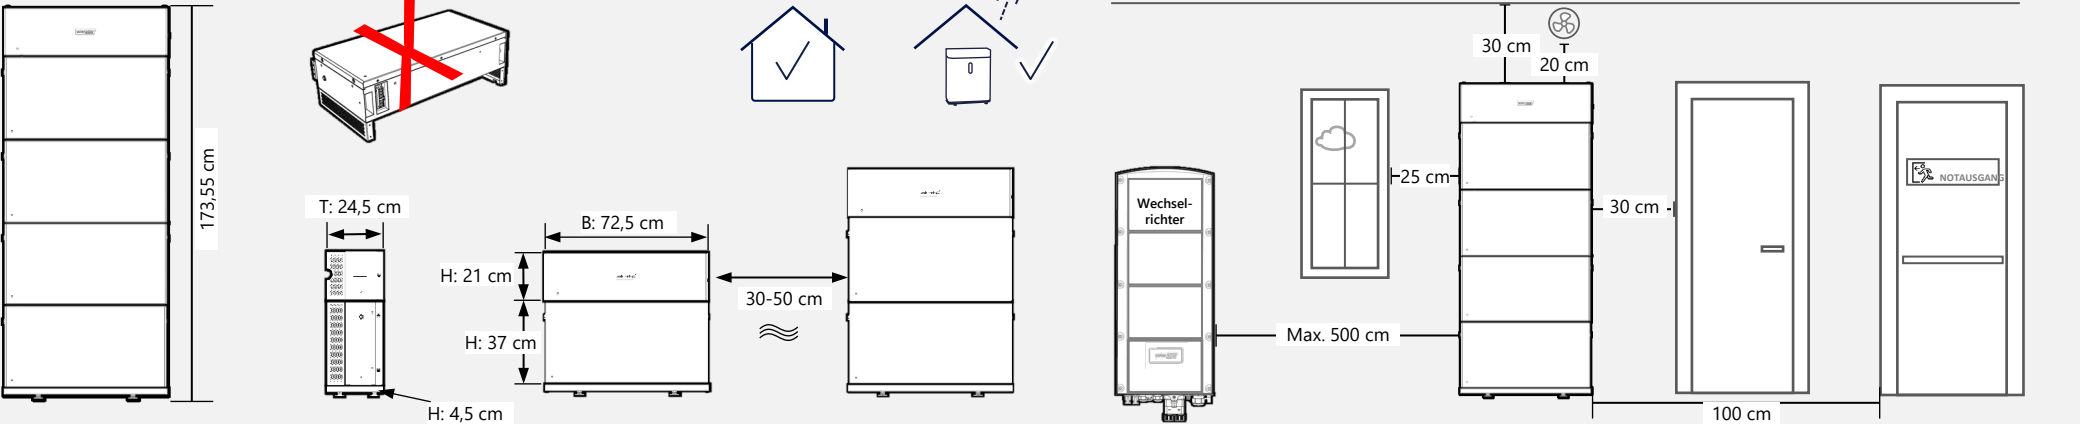 173,55 cm
T: 24,5 cm
H: 4,5 cm
B: 72,5 cm
H: 21 cm
H: 37 cm
30-50 cm
Wechsel-
richter
Max. 500 cm
25 cm
30 cm
20 cm
30 cm
NOTAUSGANG
100 cm